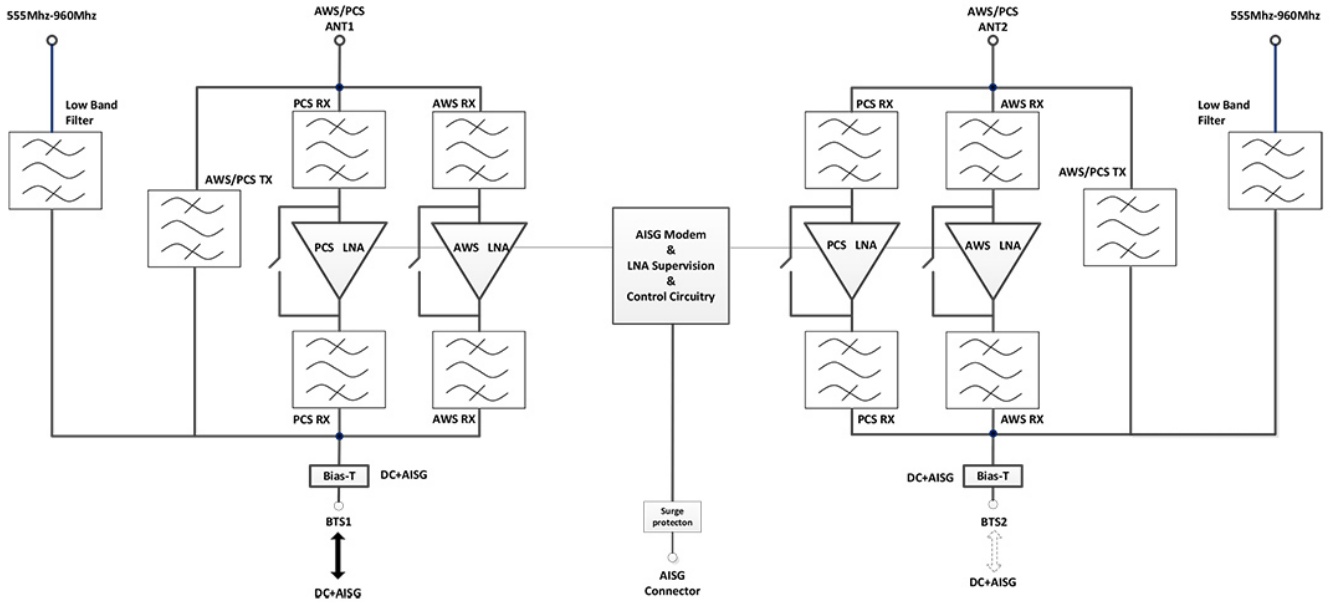 555Mhz-960Mhz
AWS/PCS
ANT1
AWS/PCS
ANT2
555Mhz-960Mhz
Low Band
Filter
PCS RX
AWS RX
PCS RX
AWS RX
Low Band
Filter
AWS/PCS TX
AWS/PCS TX
PCS LNA
AWS LNA
AISG Modem
&
LNA Supervision
&
Control Circuitry
PCS LNA
AWS LNA
PCS RX
AWS RX
PCS RX
AWS RX
Bias-T
DC+AISG
DC+AISG
Bias-T
BTS1
Surge
protecton
BTS2
DC+AISG
AISG
Connector
DC+AISG